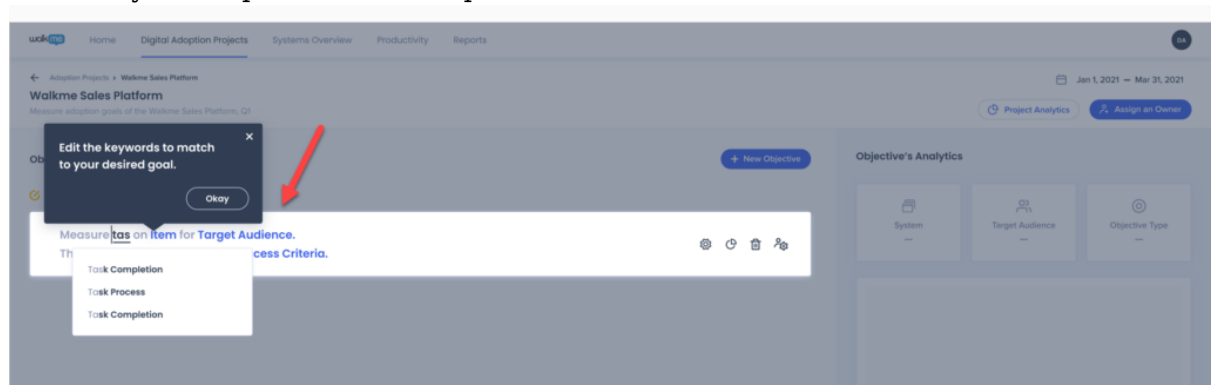 walkme Home Digital Adoption Projects Systems Overview Productivity Reports DA
Adoption Projects › Walkme Sales Platform Jan 1, 2021 – Mar 31, 2021
Walkme Sales Platform
Measure adoption goals of the Walkme Sales Platform, Q1
Project Analytics Assign an Owner
Edit the keywords to match
to your desired goal.
Okay
Ob + New Objective Objective's Analytics
Measure tas on Item for Target Audience.
Th cess Criteria.
Task Completion
Task Process
Task Completion
System Target Audience Objective Type
— — —